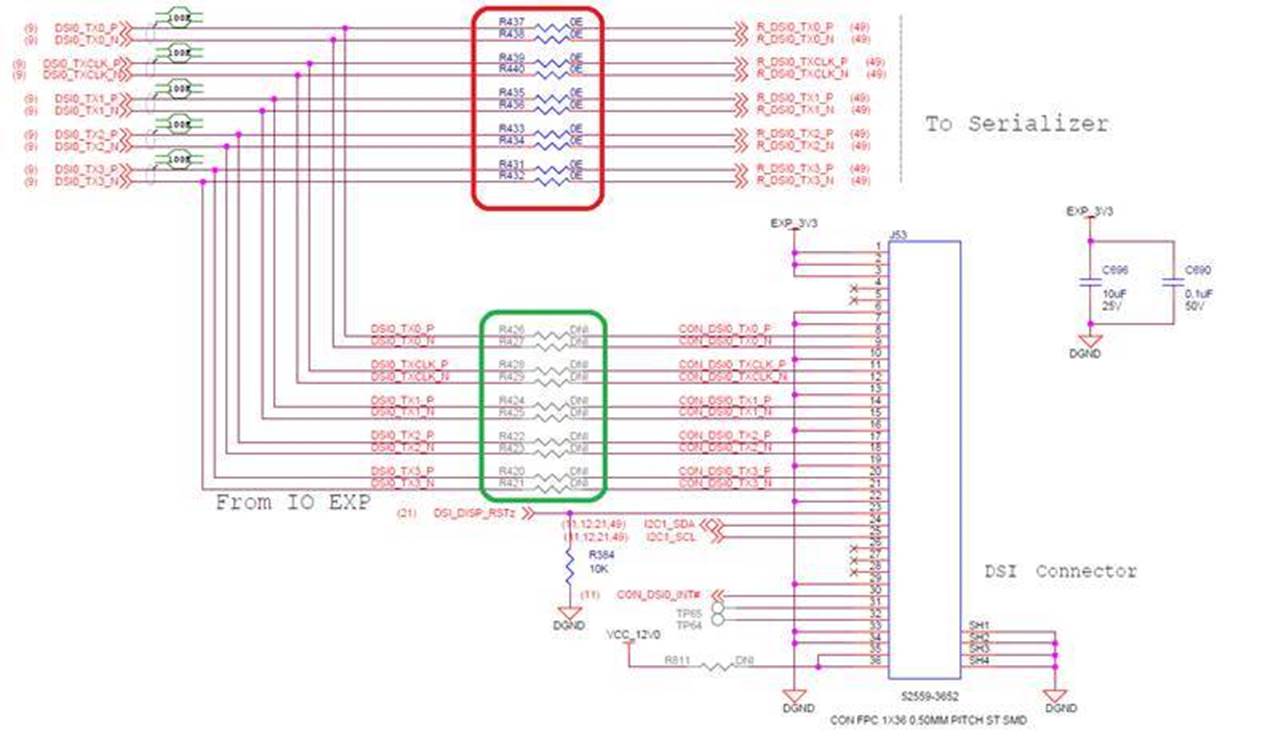 (9) DSI0_TX0_P 100E R437 0E R_DSI0_TX0_P (49)
(9) DSI0_TX0_N R438 0E R_DSI0_TX0_N (49)
(9) DSI0_TXCLK_P 100E R439 0E R_DSI0_TXCLK_P (49)
(9) DSI0_TXCLK_N R440 0E R_DSI0_TXCLK_N (49)
(9) DSI0_TX1_P 100E R435 0E R_DSI0_TX1_P (49)
(9) DSI0_TX1_N R436 0E R_DSI0_TX1_N (49)
To Serializer
(9) DSI0_TX2_P 100E R433 0E R_DSI0_TX2_P (49)
(9) DSI0_TX2_N R434 0E R_DSI0_TX2_N (49)
(9) DSI0_TX3_P 100E R431 0E R_DSI0_TX3_P (49)
(9) DSI0_TX3_N R432 0E R_DSI0_TX3_N (49)
EXP_3V3
EXP_3V3
J53
1
2
3
4
5
6
7
C696 C690
10uF 0.1uF
25V 50V
DGND
DSI0_TX0_P R426 DNI CON_DSI0_TX0_P 8
DSI0_TX0_N R427 DNI CON_DSI0_TX0_N 9
10
DSI0_TXCLK_P R428 DNI CON_DSI0_TXCLK_P 11
DSI0_TXCLK_N R429 DNI CON_DSI0_TXCLK_N 12
13
DSI0_TX1_P R424 DNI CON_DSI0_TX1_P 14
DSI0_TX1_N R425 DNI CON_DSI0_TX1_N 15
16
DSI0_TX2_P R422 DNI CON_DSI0_TX2_P 17
DSI0_TX2_N R423 DNI CON_DSI0_TX2_N 18
19
DSI0_TX3_P R420 DNI CON_DSI0_TX3_P 20
DSI0_TX3_N R421 DNI CON_DSI0_TX3_N 21
22
From IO EXP
(21) DSI_DISP_RSTz 23
(11,12,21,49) I2C1_SDA 24
(11,12,21,49) I2C1_SCL 25
26
27
28
29
R384
10K
DGND
DSI Connector
(11) CON_DSI0_INT# 30
TP65 31
TP64 32
33 SH1
34 SH2
35 SH3
36 SH4
VCC_12V0
R811 DNI
DGND
DGND
S2559-3652
CON FPC 1X36 0.50MM PITCH ST SMD